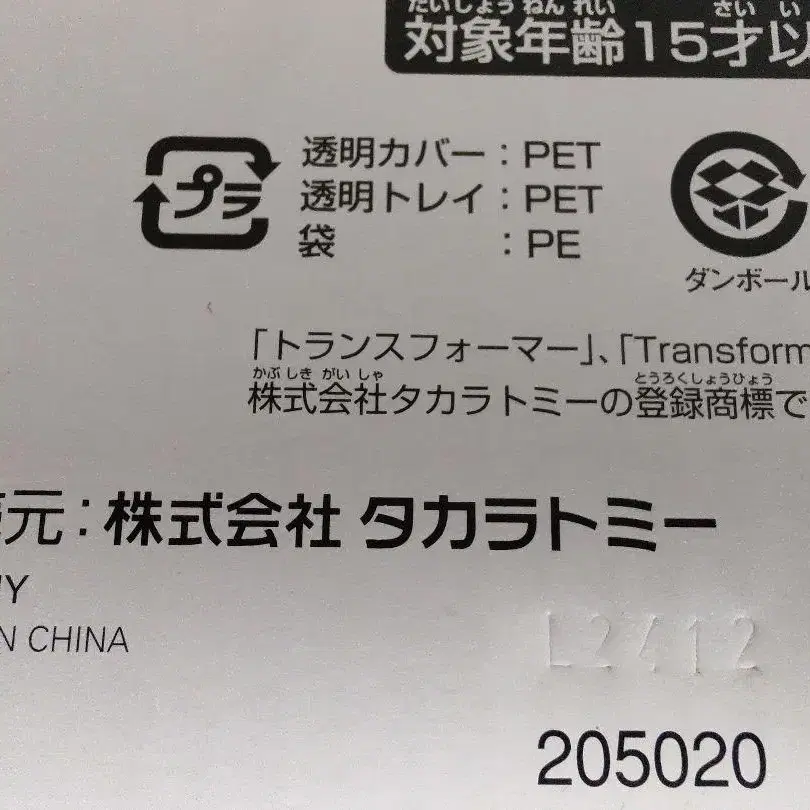 たいしょう ねん れい さい い
対象年齢15才以
プラ
透明カバー：PET
透明トレイ：PET
袋 ：PE
ダンボール
「トランスフォーマー」、「Transform
かぶ しき がい しゃ とうろくしょうひょう
株式会社タカラトミーの登録商標で
元：株式会社 タカラトミー
Y
N CHINA
L2412
205020